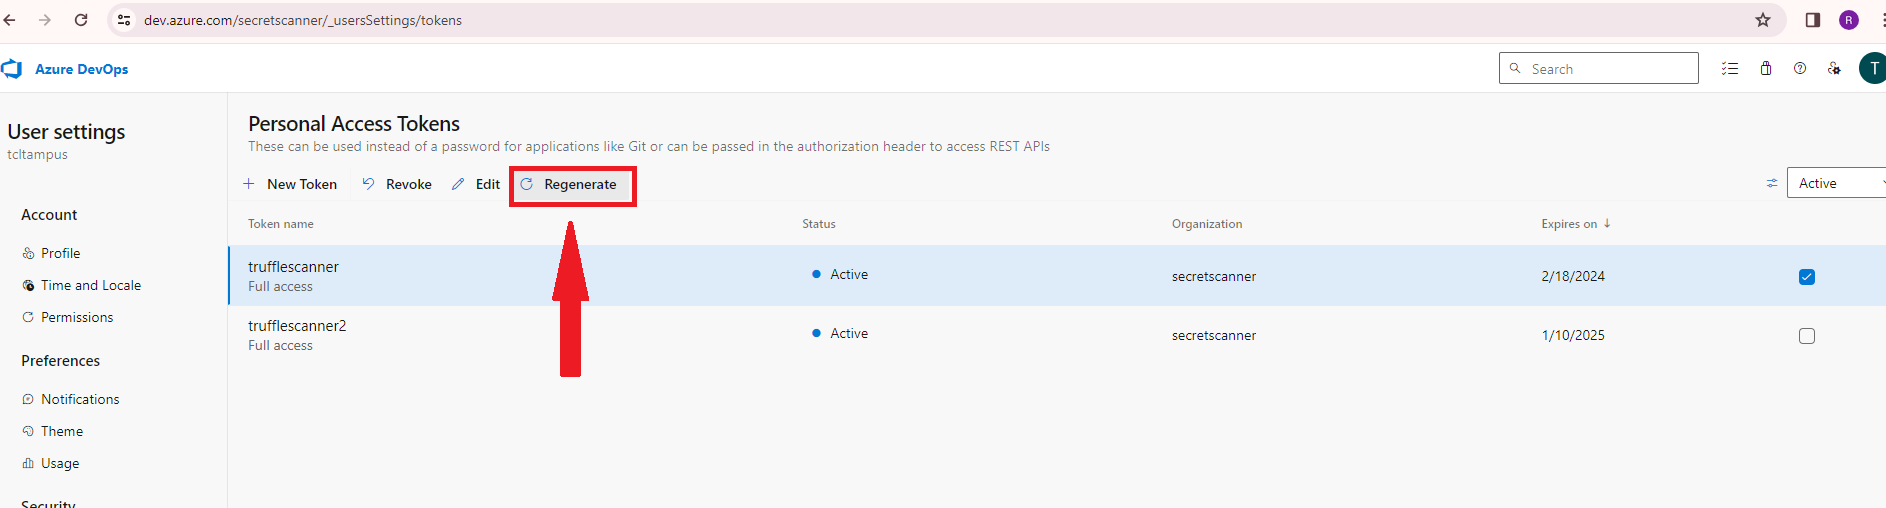 dev.azure.com/secretscanner/_usersSettings/tokens
R
Azure DevOps
Search
T
User settings
tcltampus
Account
Profile
Time and Locale
Permissions
Preferences
Notifications
Theme
Usage
Security
Personal Access Tokens
These can be used instead of a password for applications like Git or can be passed in the authorization header to access REST APIs
New Token Revoke Edit Regenerate Active
Token name Status Organization Expires on ↓
trufflescanner Active secretscanner 2/18/2024
Full access
trufflescanner2 Active secretscanner 1/10/2025
Full access